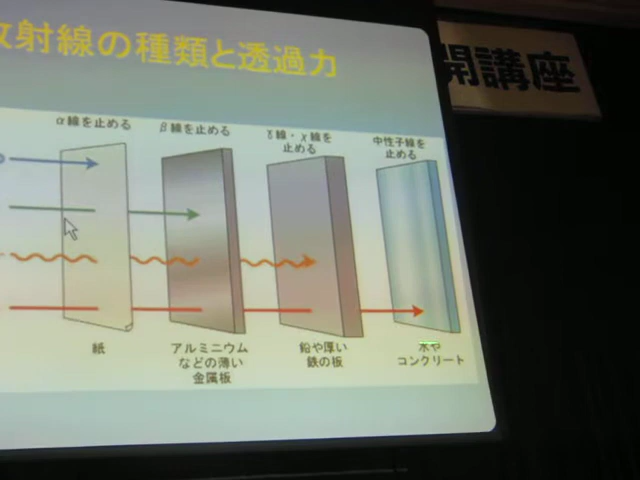 放射線の種類と透過力
開講座
α線を止める
β線を止める
γ線・χ線を
止める
中性子線を
止める
紙
アルミニウム
などの薄い
金属板
鉛や厚い
鉄の板
水や
コンクリート